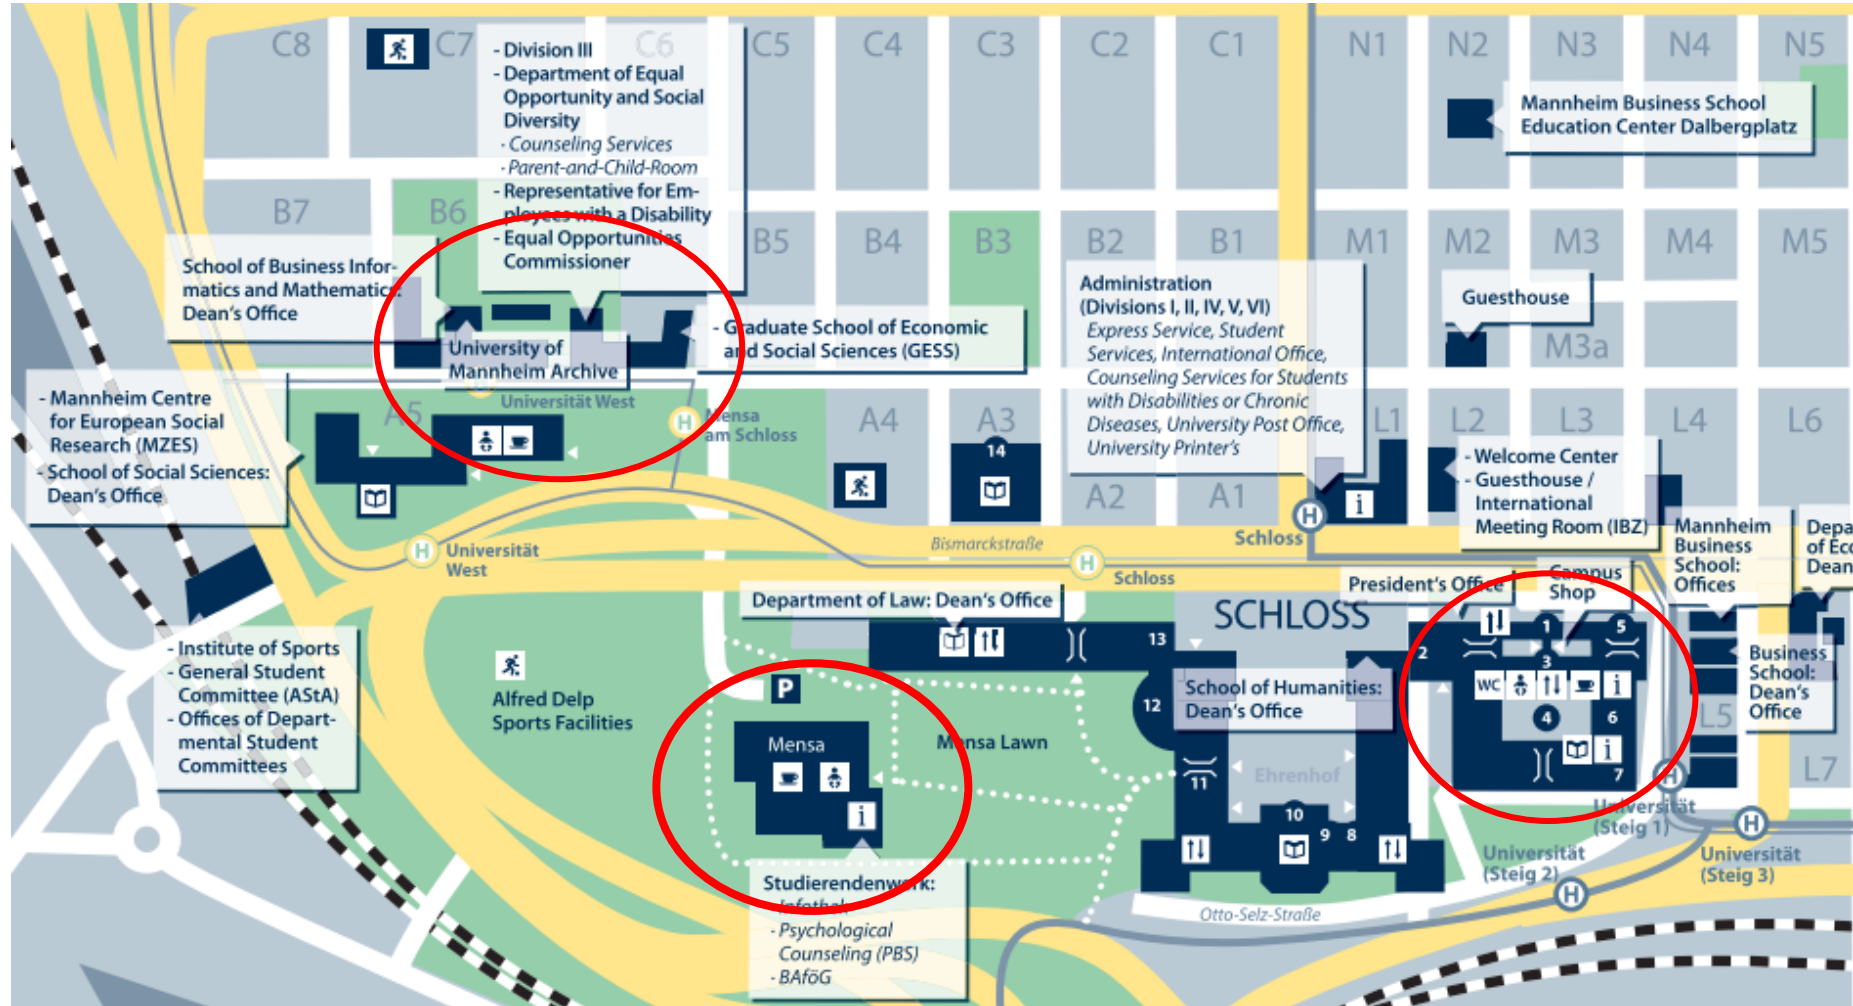 C8
C7
C6
C5
C4
C3
C2
C1
N1
N2
N3
N4
N5
- Division III
- Department of Equal
Opportunity and Social
Diversity
- Counseling Services
- Parent-and-Child-Room
- Representative for Em-
ployees with a Disability
- Equal Opportunities
Commissioner
Mannheim Business School
Education Center Dalbergplatz
B7
B6
B5
B4
B3
B2
B1
M1
M2
M3
M4
M5
School of Business Infor-
matics and Mathematics:
Dean's Office
University of
Mannheim Archive
- Graduate School of Economic
and Social Sciences (GESS)
Administration
(Divisions I, II, IV, V, VI)
Express Service, Student
Services, International Office,
Counseling Services for Students
with Disabilities or Chronic
Diseases, University Post Office,
University Printer's
Guesthouse
M3a
- Mannheim Centre
for European Social
Research (MZES)
- School of Social Sciences:
Dean's Office
A5
H
Universität West
H
Mensa
am Schloss
A4
A3
14
A2
A1
L1
L2
L3
L4
L6
i
- Welcome Center
- Guesthouse /
International
Meeting Room (IBZ)
H
Schloss
Mannheim
Business
School:
Offices
Depa
of Eco
Dean
H
Universität
West
Bismarckstraße
H
Schloss
Department of Law: Dean's Office
SCHLOSS
President's Office
Campus
Shop
- Institute of Sports
- General Student
Committee (AStA)
- Offices of Depart-
mental Student
Committees
Alfred Delp
Sports Facilities
P
Mensa
i
Mensa Lawn
13
12
11
10
9
8
School of Humanities:
Dean's Office
Ehrenhof
2
1
5
3
WC
i
4
6
i
7
L5
Business
School:
Dean's
Office
L7
H
Universität
(Steig 1)
H
Universität
(Steig 2)
H
Universität
(Steig 3)
Studierendenwerk:
- Infothek
- Psychological
Counseling (PBS)
- BAföG
Otto-Selz-Straße